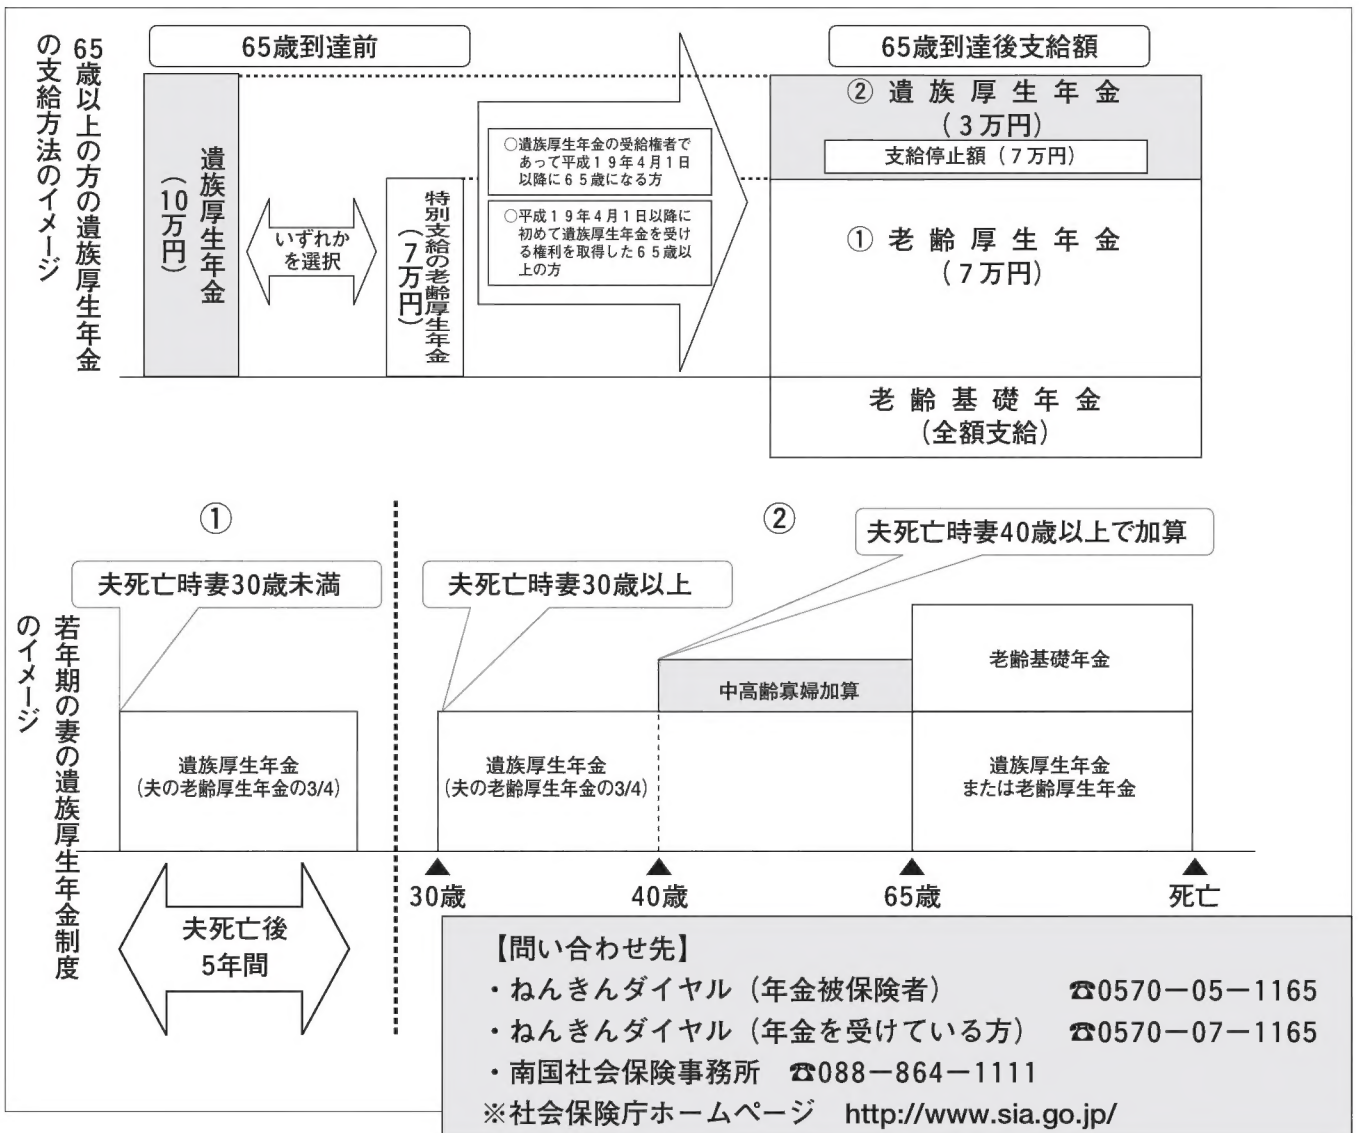 65歳以上の方の遺族厚生年金
の支給方法のイメージ
65歳到達前
65歳到達後支給額
遺族厚生年金
(10万円)
いずれか
を選択
特別支給の老齢厚生年金
(7万円)
○遺族厚生年金の受給権者で
あって平成19年4月1日
以降に65歳になる方
○平成19年4月1日以降に
初めて遺族厚生年金を受け
る権利を取得した65歳以
上の方
② 遺族厚生年金
(3万円)
支給停止額(7万円)
① 老齢厚生年金
(7万円)
老齢基礎年金
(全額支給)
若年期の妻の遺族厚生年金制度
のイメージ
①
夫死亡時妻30歳未満
遺族厚生年金
(夫の老齢厚生年金の3/4)
夫死亡後
5年間
②
夫死亡時妻30歳以上
夫死亡時妻40歳以上で加算
遺族厚生年金
(夫の老齢厚生年金の3/4)
中高齢寡婦加算
老齢基礎年金
遺族厚生年金
または老齢厚生年金
30歳
40歳
65歳
死亡
【問い合わせ先】
・ねんきんダイヤル(年金被保険者) ☎0570-05-1165
・ねんきんダイヤル(年金を受けている方) ☎0570-07-1165
・南国社会保険事務所 ☎088-864-1111
※社会保険庁ホームページ http://www.sia.go.jp/